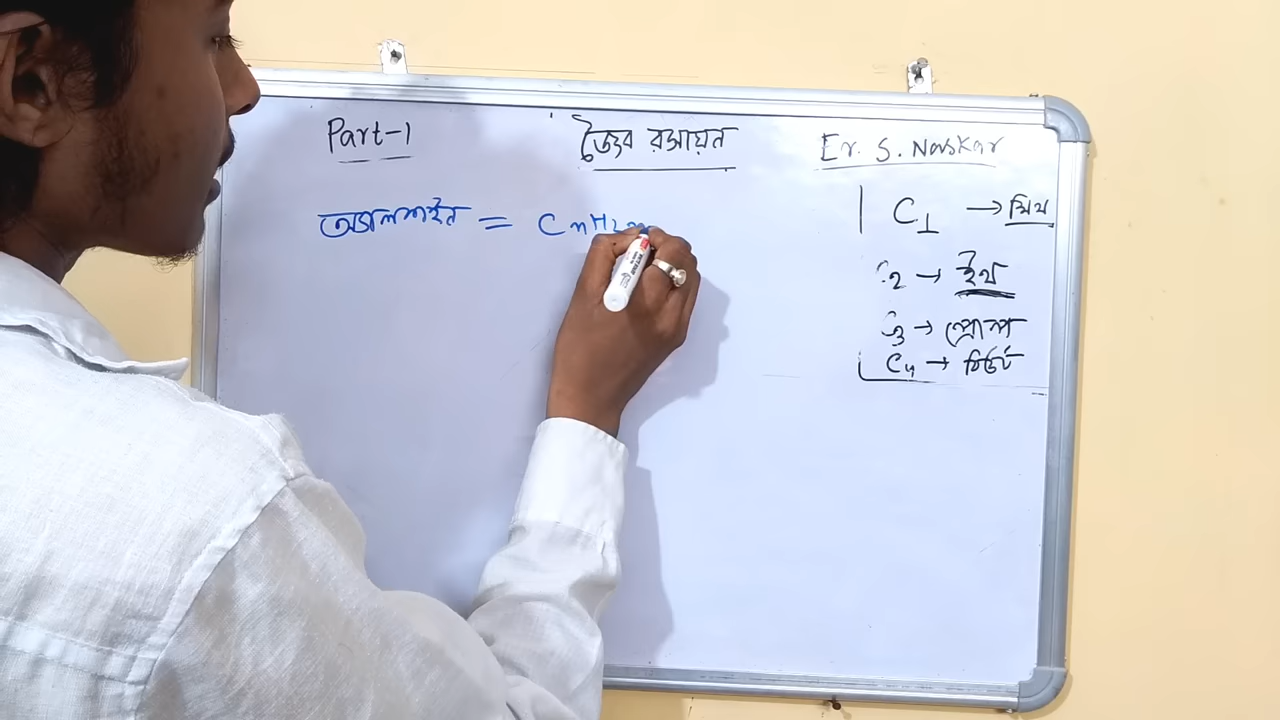 Part-1 জৈব রসায়ন Er. S. Naskar
অ্যালকাইন = CnH2n
C1 → মিথ
C2 → ইথ
C3 → প্রোপ
C4 → বিউট